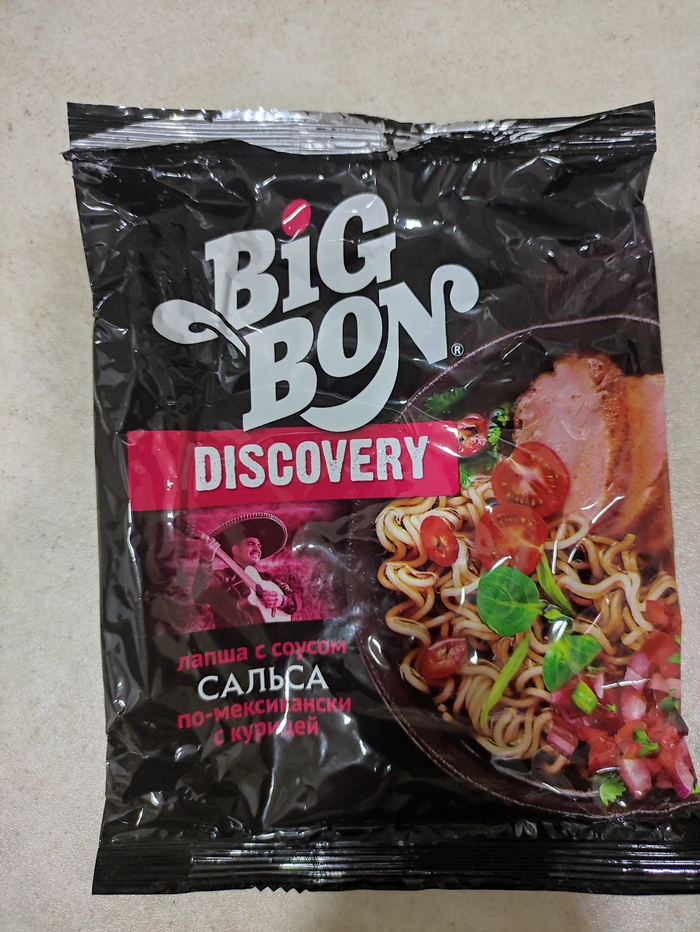 BiG
BON®
DISCOVERY
лапша с соусом
САЛЬСА
по-мексикански
с курицей